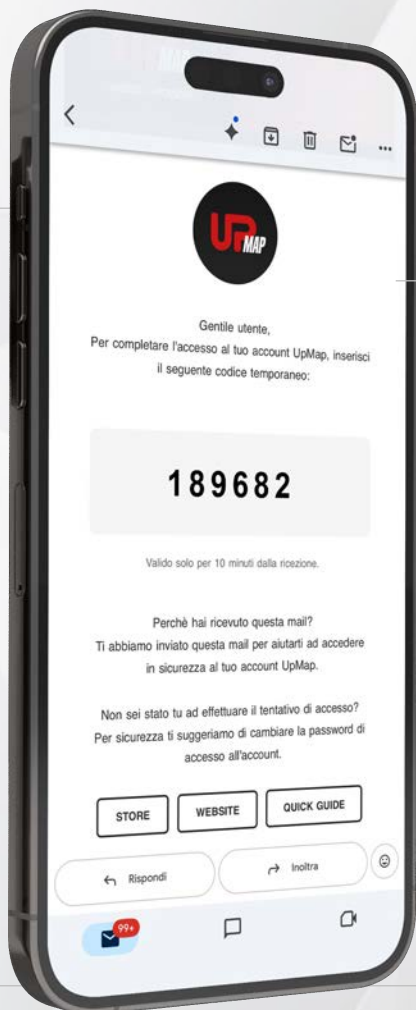 UP MAP
Gentile utente,
Per completare l'accesso al tuo account UpMap, inserisci
il seguente codice temporaneo:
189682
Valido solo per 10 minuti dalla ricezione.
Perchè hai ricevuto questa mail?
Ti abbiamo inviato questa mail per aiutarti ad accedere
in sicurezza al tuo account UpMap.
Non sei stato tu ad effettuare il tentativo di accesso?
Per sicurezza ti suggeriamo di cambiare la password di
accesso all'account.
STORE WEBSITE QUICK GUIDE
Rispondi Inoltra
99+